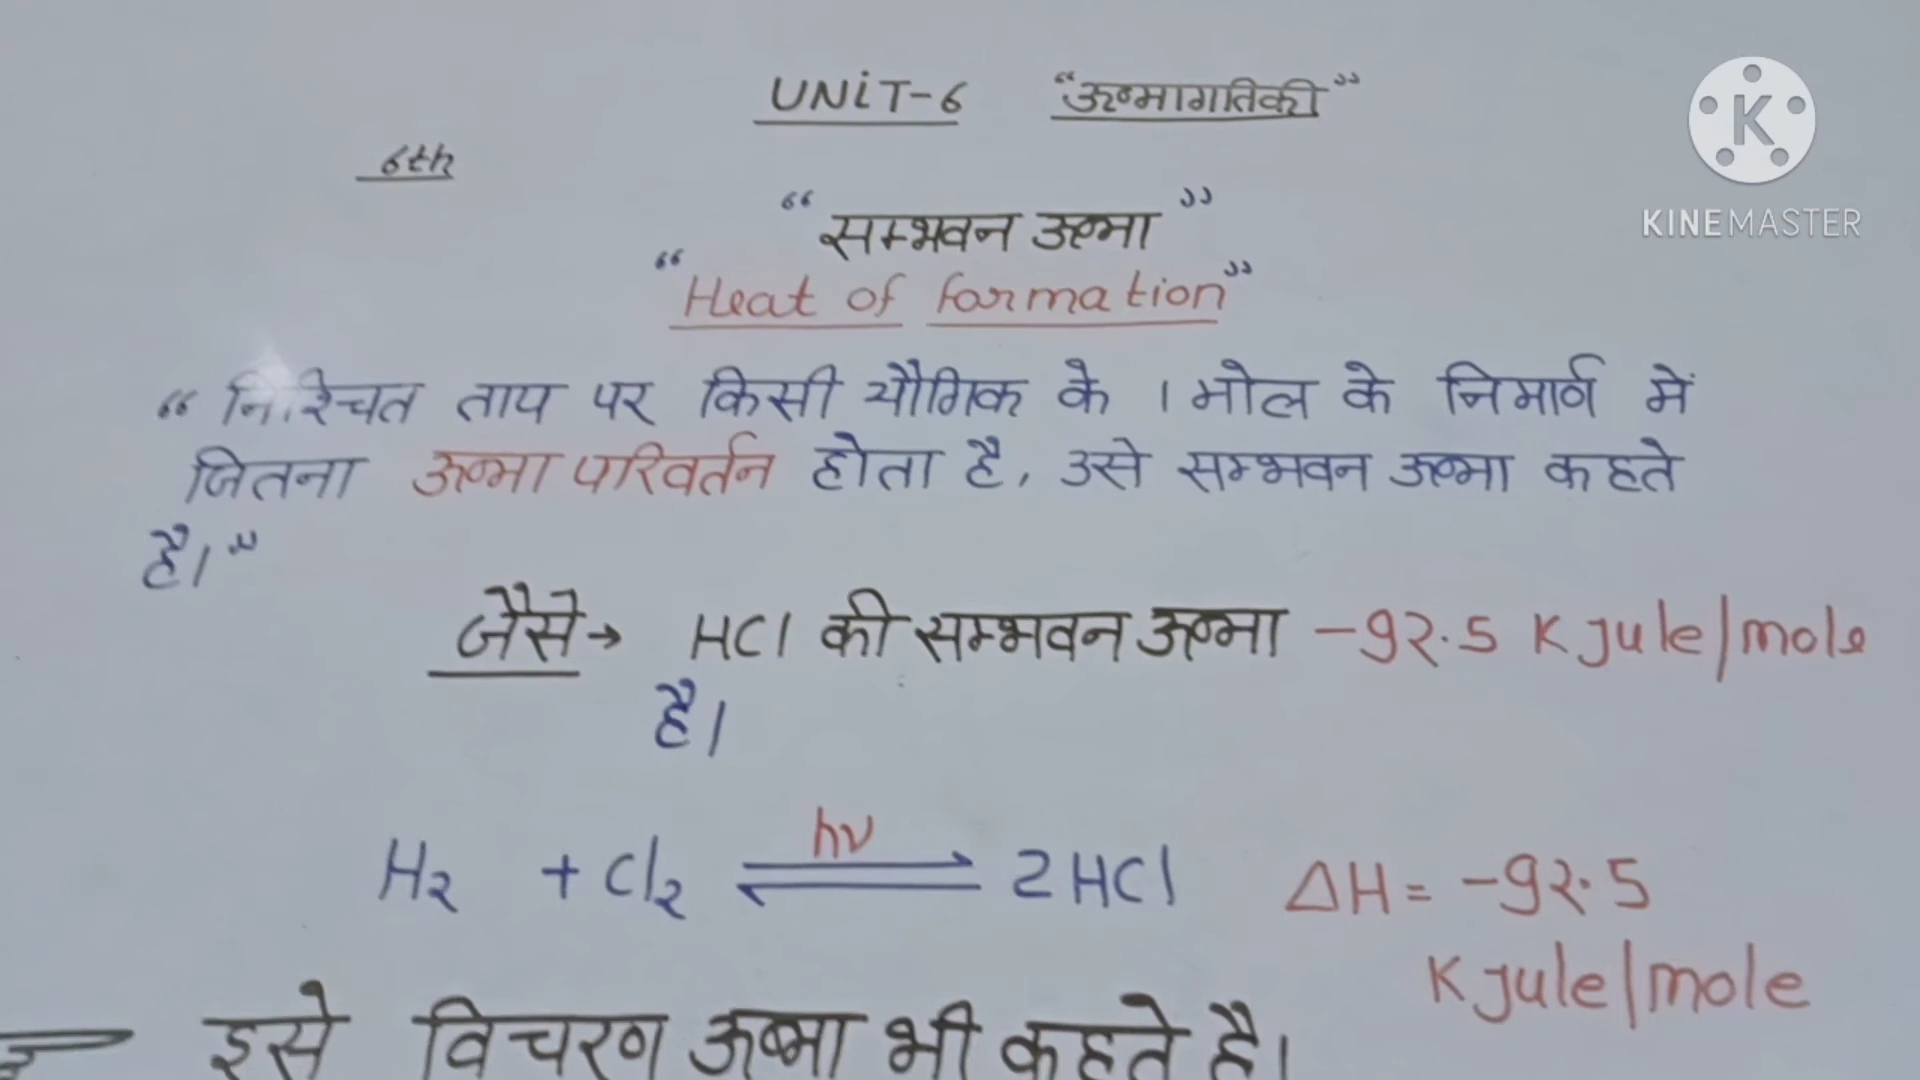 UNIT-6 "ऊष्मागतिकी"
6th
"सम्भवन ऊष्मा"
"Heat of formation"
"निश्चित ताप पर किसी यौगिक के 1 मोल के निमार्ण में
जितना ऊष्मा परिवर्तन होता है, उसे सम्भवन ऊष्मा कहते
है।"
जैसे→ HCl की सम्भवन ऊष्मा -92.5 K Jule/mole
है।
hν
H₂ + Cl₂ ⇌ 2HCl ΔH = -92.5
K Jule/mole
इसे विचरण ऊष्मा भी कहते है।
KINEMASTER